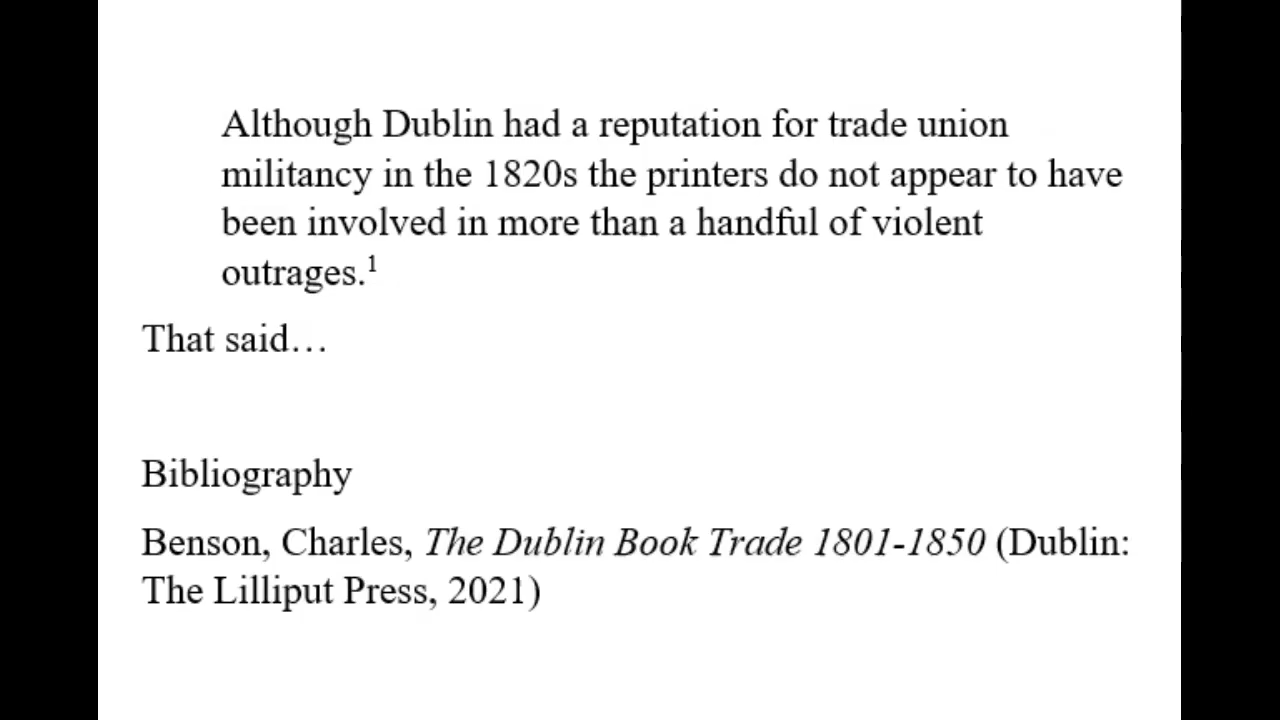 Although Dublin had a reputation for trade union
militancy in the 1820s the printers do not appear to have
been involved in more than a handful of violent
outrages.¹
That said…
Bibliography
Benson, Charles, The Dublin Book Trade 1801-1850 (Dublin:
The Lilliput Press, 2021)